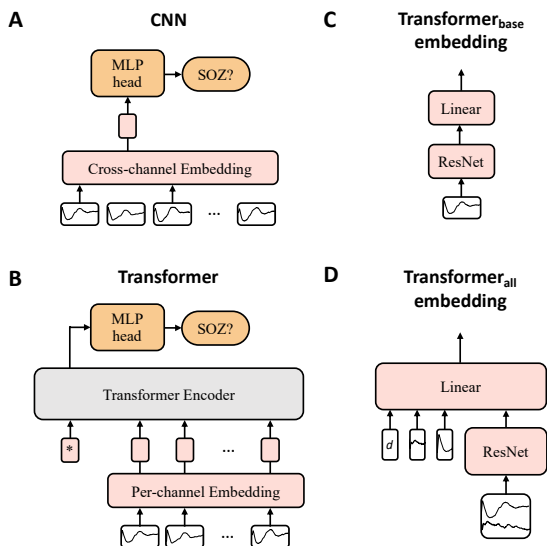 A
CNN
MLP
head
SOZ?
Cross-channel Embedding
...
B
Transformer
MLP
head
SOZ?
Transformer Encoder
*
...
Per-channel Embedding
...
C
Transformerbase
embedding
Linear
ResNet
D
Transformerall
embedding
Linear
d
ResNet